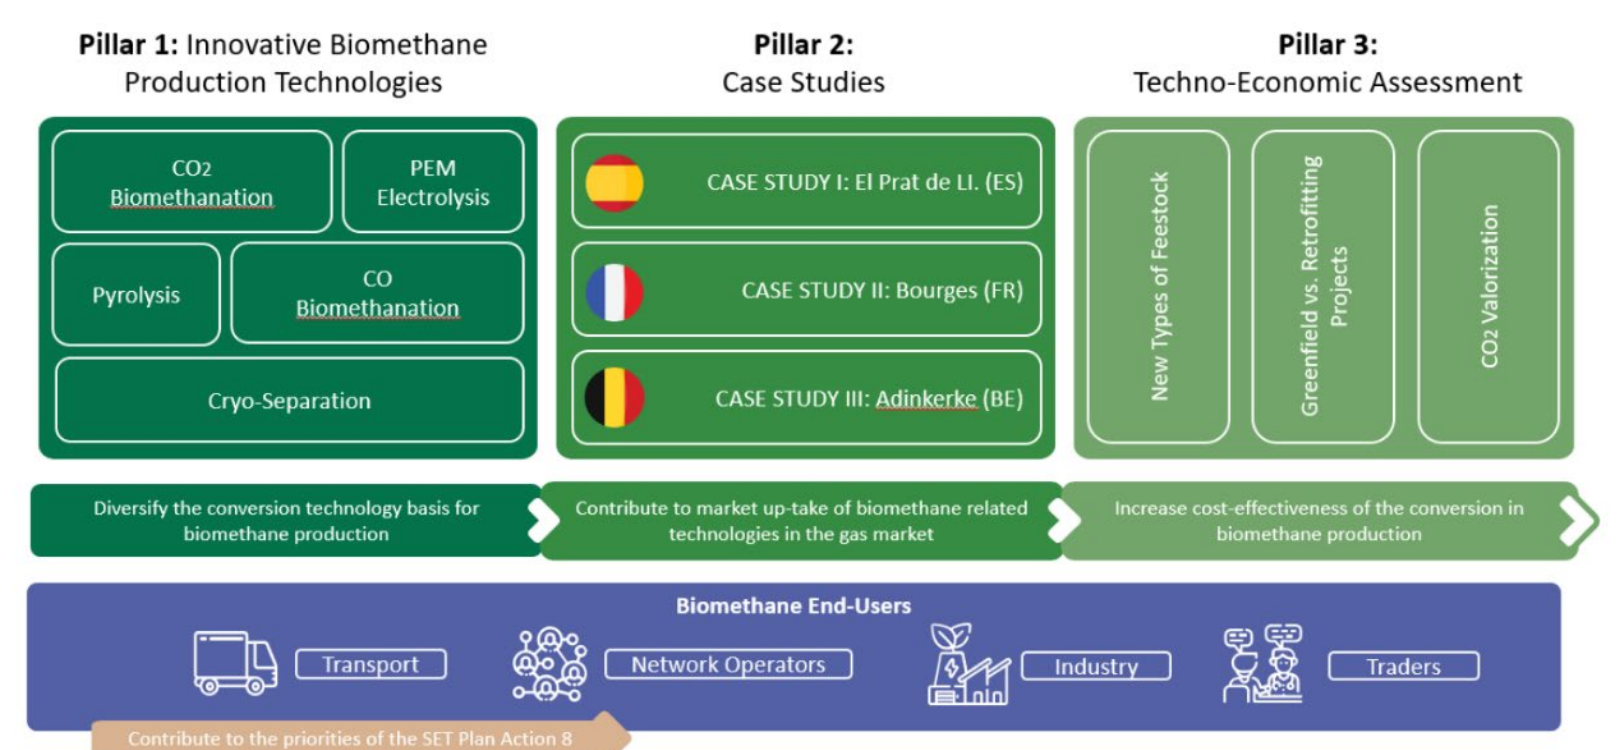 Pillar 1: Innovative Biomethane
Production Technologies
CO2
Biomethanation
PEM
Electrolysis
Pyrolysis
CO
Biomethanation
Cryo-Separation
Pillar 2:
Case Studies
CASE STUDY I: El Prat de LI. (ES)
CASE STUDY II: Bourges (FR)
CASE STUDY III: Adinkerke (BE)
Pillar 3:
Techno-Economic Assessment
New Types of Feestock
Greenfield vs. Retrofitting
Projects
CO2 Valorization
Diversify the conversion technology basis for
biomethane production
Contribute to market up-take of biomethane related
technologies in the gas market
Increase cost-effectiveness of the conversion in
biomethane production
Biomethane End-Users
Transport
Network Operators
Industry
Traders
Contribute to the priorities of the SET Plan Action 8